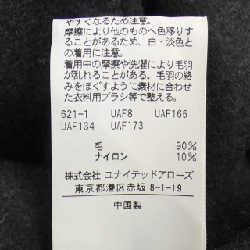 やすくなるため注意。
摩擦により他のものへ色移りす
ることがあるため、白・淡色と
の着用に注意。
着用中の摩擦や洗濯により毛羽
が乱れることがある。毛羽の絡
みをほぐすように素材に合わせ
た衣料用ブラシ等で整える。
621-1 UAF8 UAF165
UAF134 UAF173
毛 90%
ナイロン 10%
株式会社 ユナイテッドアローズ
東京都港区赤坂 8-1-19
中国製